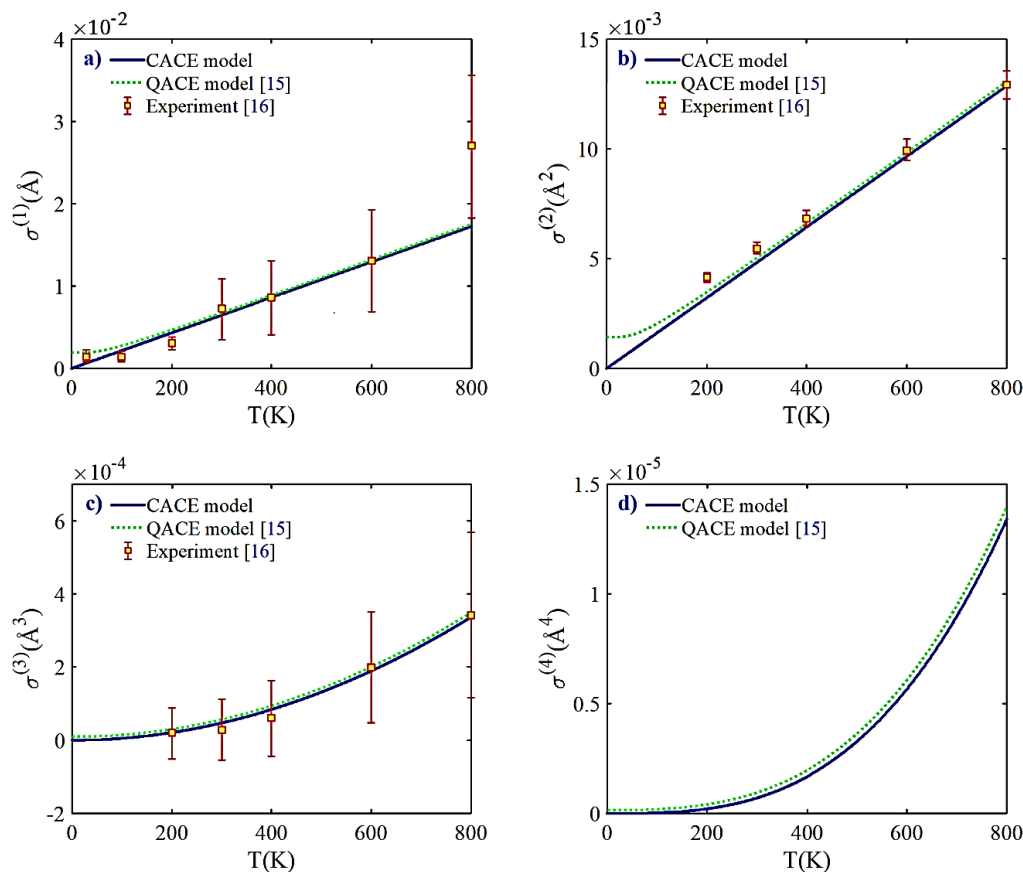 ×10⁻²
4
3
2
1
0
0 200 400 600 800
σ⁽¹⁾(Å)
T(K)
a)
CACE model
QACE model [15]
Experiment [16]
×10⁻³
15
10
5
0
0 200 400 600 800
σ⁽²⁾(Å²)
T(K)
b)
CACE model
QACE model [15]
Experiment [16]
×10⁻⁴
6
4
2
0
-2
0 200 400 600 800
σ⁽³⁾(Å³)
T(K)
c)
CACE model
QACE model [15]
Experiment [16]
×10⁻⁵
1.5
1
0.5
0
0 200 400 600 800
σ⁽⁴⁾(Å⁴)
T(K)
d)
CACE model
QACE model [15]